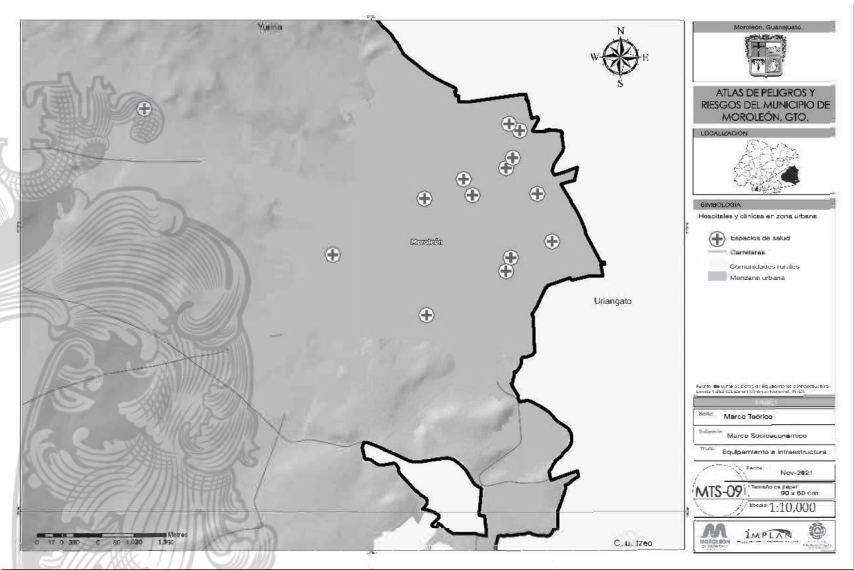 Yuriria
N
W E
S
Moroleón
Uriangato
Metros
Moroleón, Guanajuato.
ATLAS DE PELIGROS Y
RIESGOS DEL MUNICIPIO DE
MOROLEÓN, GTO.
LOCALIZACIÓN
SIMBOLOGÍA
Hospitales y clínicas en zona urbana
Espacios de salud
Carreteras
Comunidades rurales
Manzana urbana
Serie: Marco Teórico
Marco Socioeconómico
Equipamiento e infraestructura
Fecha: Nov-2021
MTS-09
Tamaño de papel:
90 x 60 cm
Escala: 1:10,000
MOROLEÓN
IMPLAN